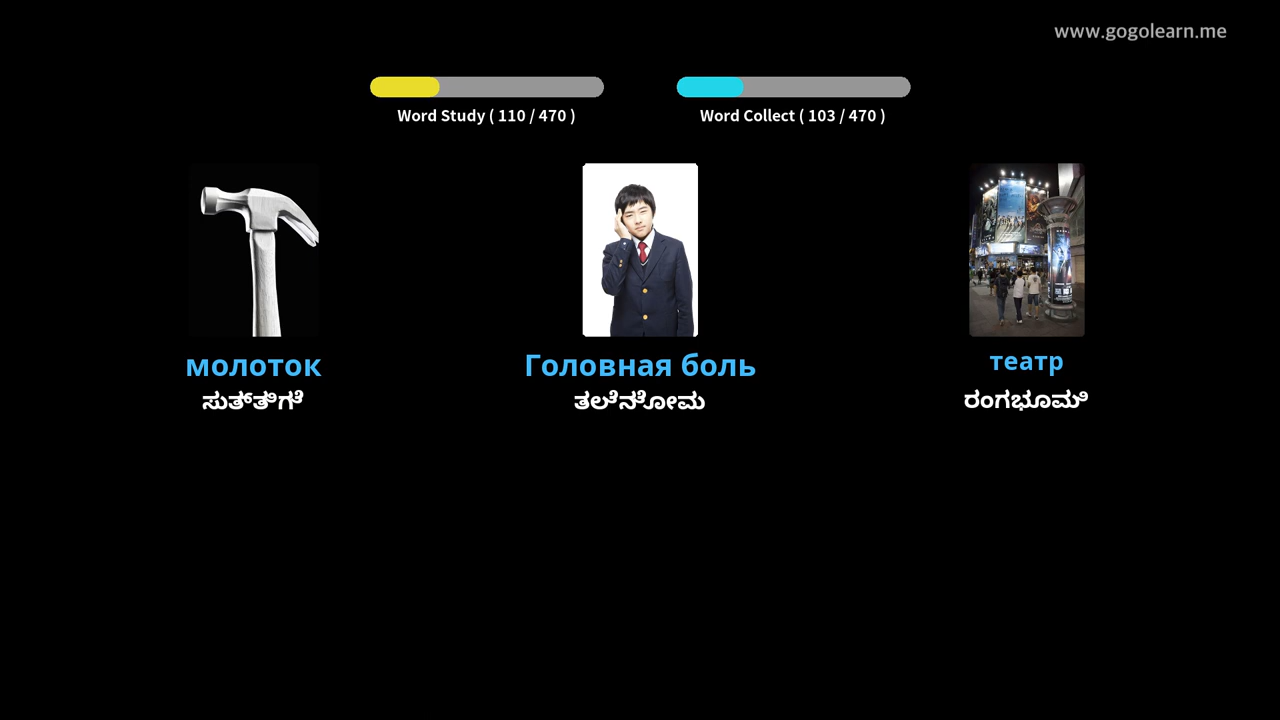 www.gogolearn.me
Word Study ( 110 / 470 )
Word Collect ( 103 / 470 )
молоток
Головная боль
театр
ಸುತ್ತಿಗೆ
ತಲೆನೋಮ
ರಂಗಭೂಮಿ